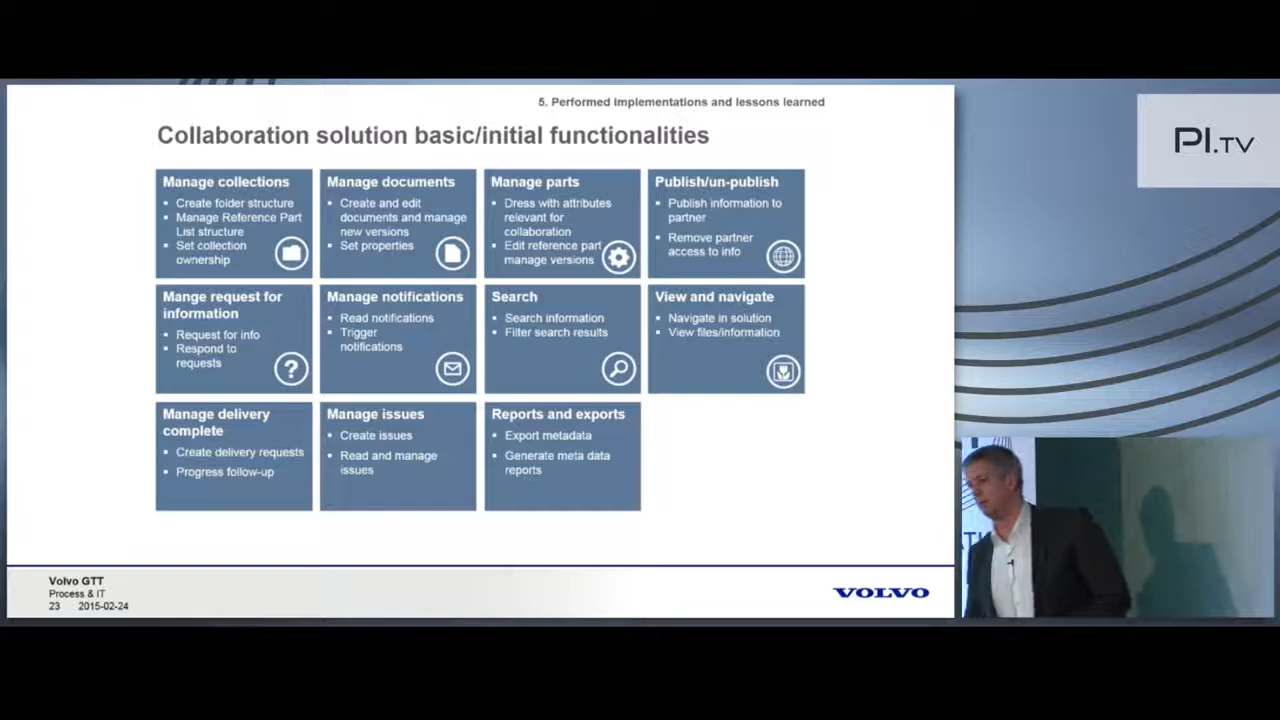 5. Performed implementations and lessons learned
Collaboration solution basic/initial functionalities
PI.TV
Manage collections
▪ Create folder structure
▪ Manage Reference Part
List structure
▪ Set collection
ownership
Manage documents
▪ Create and edit
documents and manage
new versions
▪ Set properties
Manage parts
▪ Dress with attributes
relevant for
collaboration
▪ Edit reference part
manage versions
Publish/un-publish
▪ Publish information to
partner
▪ Remove partner
access to info
Mange request for
information
▪ Request for info
▪ Respond to
requests
?
Manage notifications
▪ Read notifications
▪ Trigger
notifications
Search
▪ Search information
▪ Filter search results
View and navigate
▪ Navigate in solution
▪ View files/information
Manage delivery
complete
▪ Create delivery requests
▪ Progress follow-up
Manage issues
▪ Create issues
▪ Read and manage
issues
Reports and exports
▪ Export metadata
▪ Generate meta data
reports
Volvo GTT
Process & IT
23 2015-02-24
VOLVO